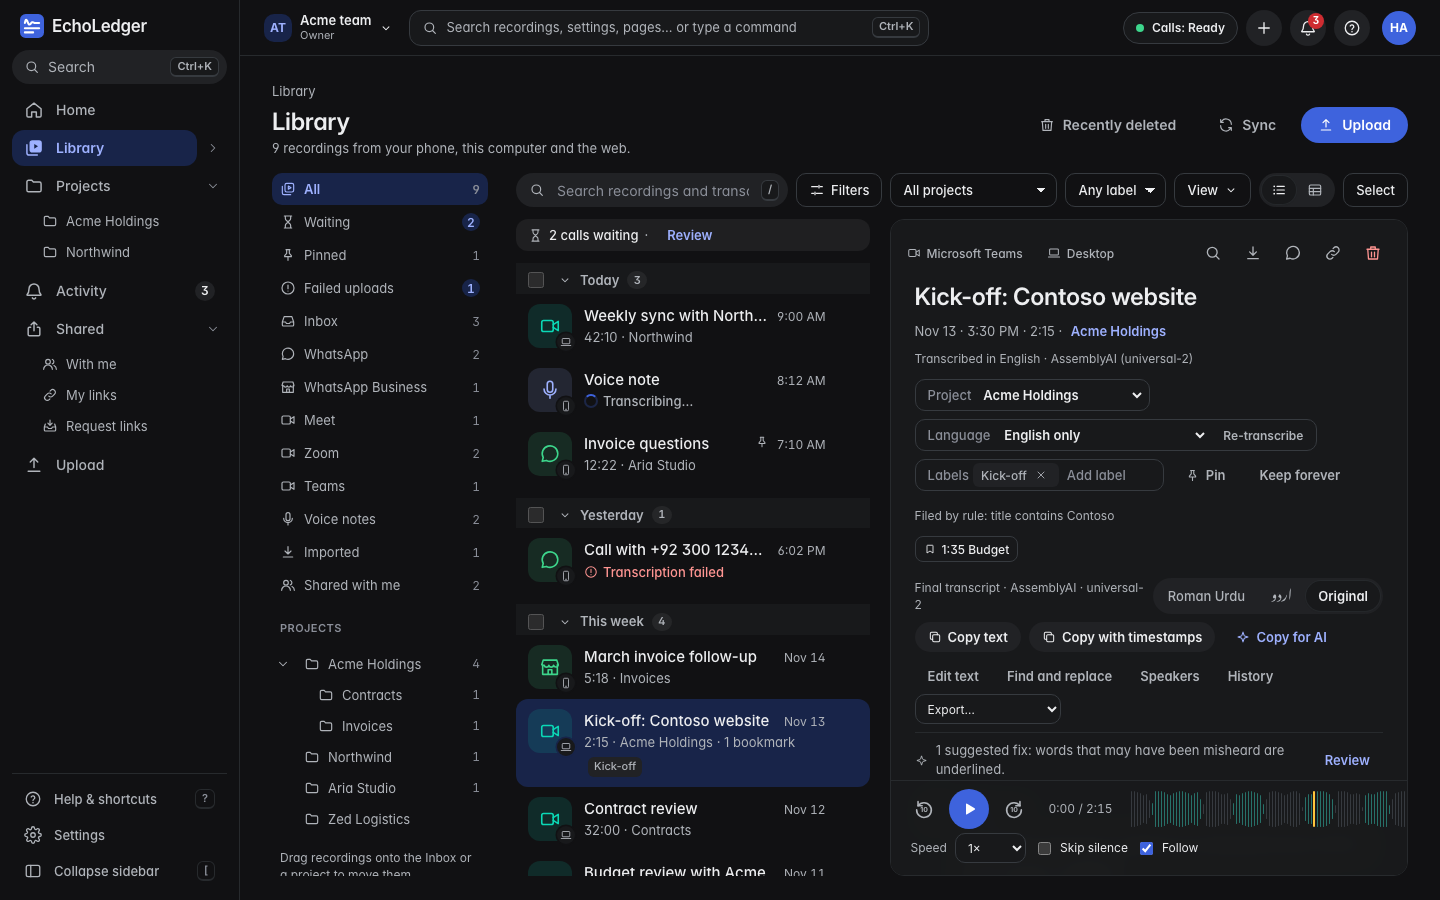 EchoLedger
Search Ctrl+K
Home
Library
Projects
Acme Holdings
Northwind
Activity 3
Shared
With me
My links
Request links
Upload
Help & shortcuts ?
Settings
Collapse sidebar [
AT Acme team
Owner
Search recordings, settings, pages... or type a command Ctrl+K
Calls: Ready
3
HA
Library
Library
9 recordings from your phone, this computer and the web.
Recently deleted
Sync
Upload
All 9
Waiting 2
Pinned 1
Failed uploads 1
Inbox 3
WhatsApp 2
WhatsApp Business 1
Meet 1
Zoom 2
Teams 1
Voice notes 2
Imported 1
Shared with me 2
PROJECTS
Acme Holdings 4
Contracts 1
Invoices 1
Northwind 1
Aria Studio 1
Zed Logistics
Drag recordings onto the Inbox or
a project to move them
Search recordings and transc /
Filters
All projects
Any label
View
Select
2 calls waiting · Review
Today 3
Weekly sync with North... 9:00 AM
42:10 · Northwind
Voice note 8:12 AM
Transcribing...
Invoice questions 7:10 AM
12:22 · Aria Studio
Yesterday 1
Call with +92 300 1234... 6:02 PM
Transcription failed
This week 4
March invoice follow-up Nov 14
5:18 · Invoices
Kick-off: Contoso website Nov 13
2:15 · Acme Holdings · 1 bookmark
Kick-off
Contract review Nov 12
32:00 · Contracts
Budget review with Acme Nov 11
Microsoft Teams Desktop
Kick-off: Contoso website
Nov 13 · 3:30 PM · 2:15 · Acme Holdings
Transcribed in English · AssemblyAI (universal-2)
Project Acme Holdings
Language English only Re-transcribe
Labels Kick-off × Add label Pin Keep forever
Filed by rule: title contains Contoso
1:35 Budget
Final transcript · AssemblyAI · universal-
2
Roman Urdu اردو Original
Copy text Copy with timestamps Copy for AI
Edit text Find and replace Speakers History
Export...
1 suggested fix: words that may have been misheard are
underlined.
Review
10 10 0:00 / 2:15
Speed 1× Skip silence Follow